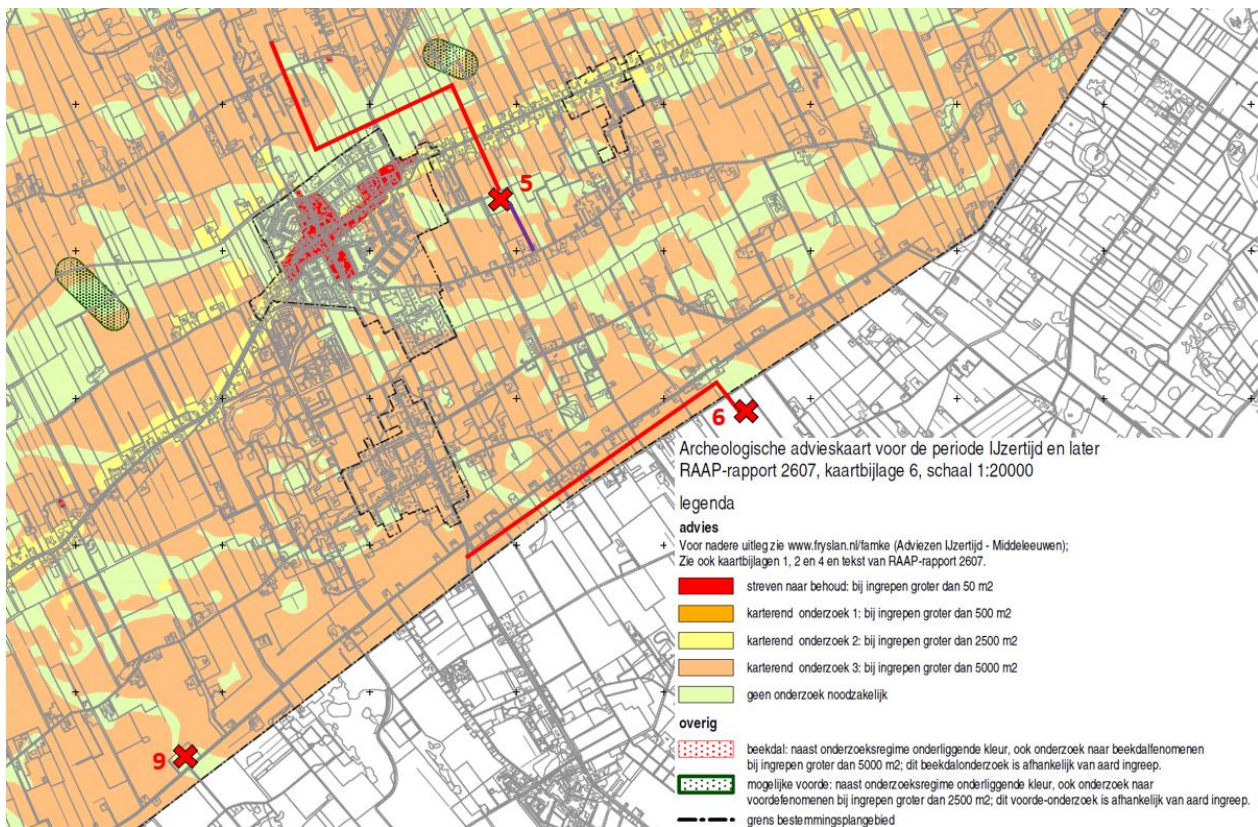 5
6
9
Archeologische advieskaart voor de periode IJzertijd en later
RAAP-rapport 2607, kaartbijlage 6, schaal 1:20000
legenda
advies
Voor nadere uitleg zie www.fryslan.nl/famke (Adviezen IJzertijd - Middeleeuwen);
Zie ook kaartbijlagen 1, 2 en 4 en tekst van RAAP-rapport 2607.
streven naar behoud: bij ingrepen groter dan 50 m2
karterend onderzoek 1: bij ingrepen groter dan 500 m2
karterend onderzoek 2: bij ingrepen groter dan 2500 m2
karterend onderzoek 3: bij ingrepen groter dan 5000 m2
geen onderzoek noodzakelijk
overig
beekdal: naast onderzoeksregime onderliggende kleur, ook onderzoek naar beekdalfenomenen
bij ingrepen groter dan 5000 m2; dit beekdalonderzoek is afhankelijk van aard ingreep.
mogelijke voorde: naast onderzoeksregime onderliggende kleur, ook onderzoek naar
voordefenomenen bij ingrepen groter dan 2500 m2; dit voorde-onderzoek is afhankelijk van aard ingreep.
grens bestemmingsplangebied